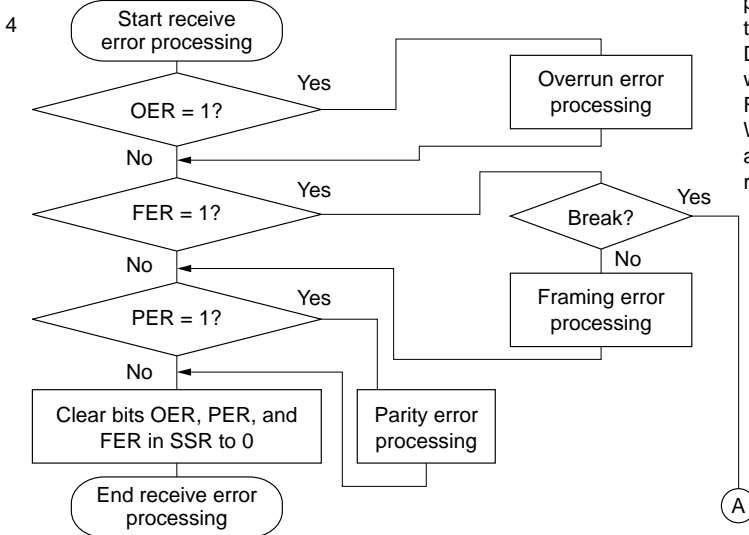 4
Start receive
error processing
OER = 1?
Yes
No
Overrun error
processing
FER = 1?
Yes
No
Break?
Yes
No
Framing error
processing
PER = 1?
Yes
No
Clear bits OER, PER, and
FER in SSR to 0
Parity error
processing
End receive error
processing
A